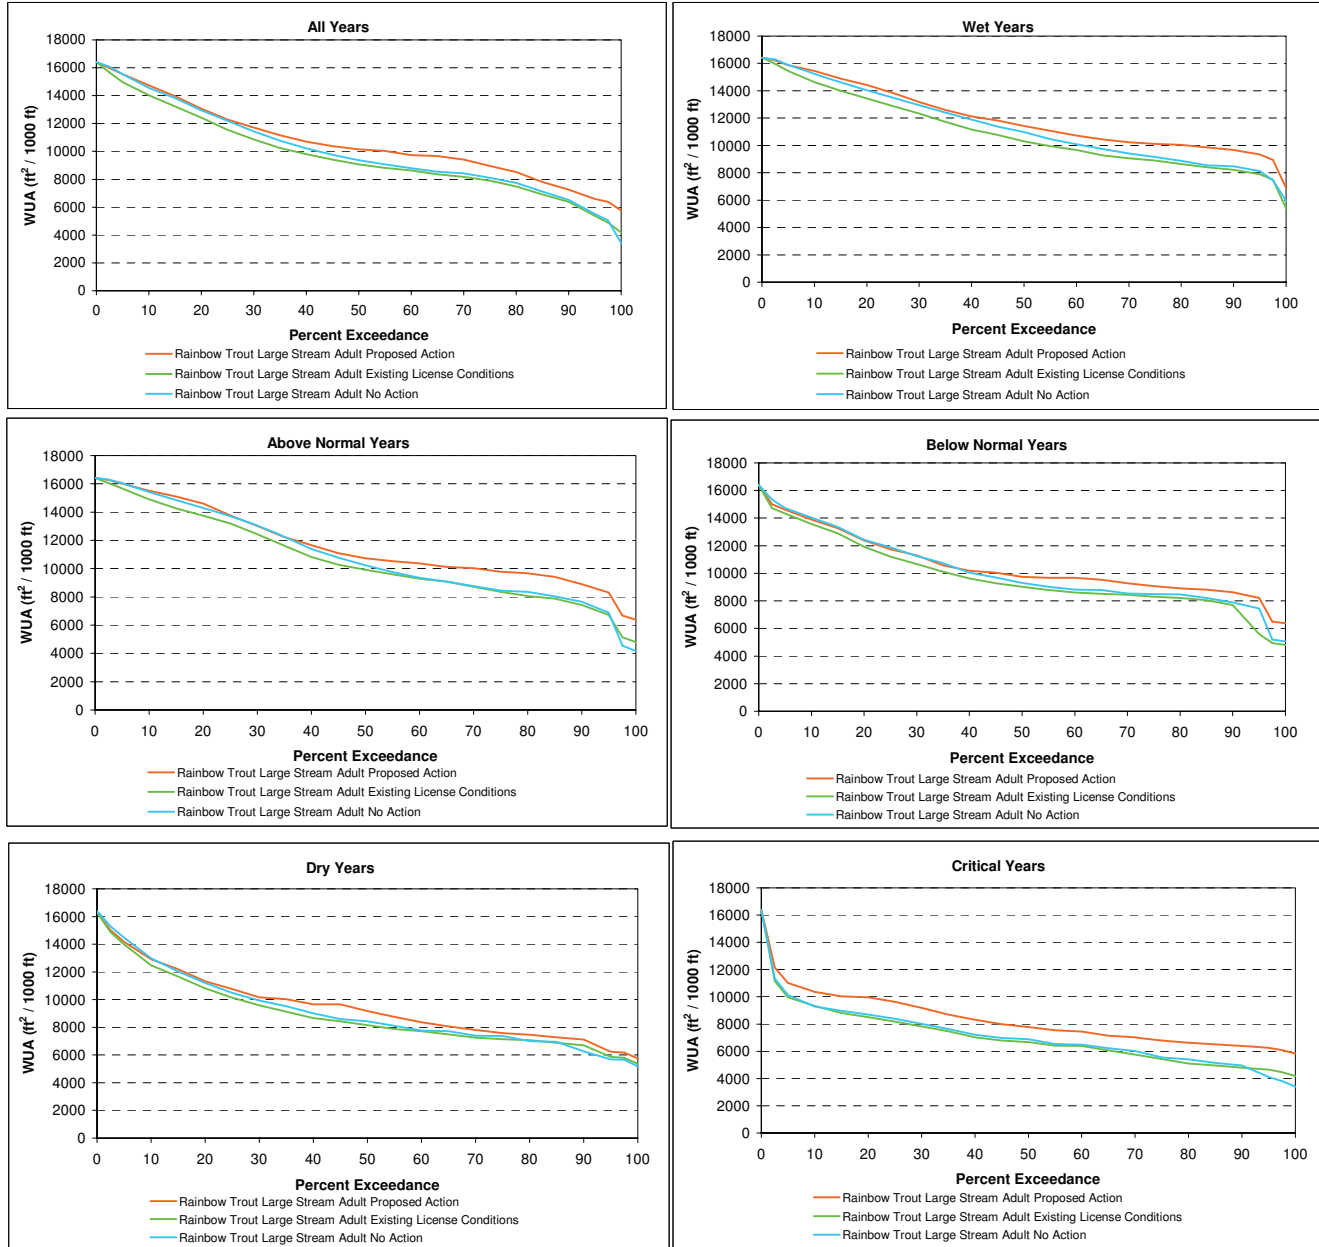 All Years
18000
16000
14000
12000
10000
8000
6000
4000
2000
0
WUA (ft² / 1000 ft)
0 10 20 30 40 50 60 70 80 90 100
Percent Exceedance
Rainbow Trout Large Stream Adult Proposed Action
Rainbow Trout Large Stream Adult Existing License Conditions
Rainbow Trout Large Stream Adult No Action
Wet Years
18000
16000
14000
12000
10000
8000
6000
4000
2000
0
WUA (ft² / 1000 ft)
0 10 20 30 40 50 60 70 80 90 100
Percent Exceedance
Rainbow Trout Large Stream Adult Proposed Action
Rainbow Trout Large Stream Adult Existing License Conditions
Rainbow Trout Large Stream Adult No Action
Above Normal Years
18000
16000
14000
12000
10000
8000
6000
4000
2000
0
WUA (ft² / 1000 ft)
0 10 20 30 40 50 60 70 80 90 100
Percent Exceedance
Rainbow Trout Large Stream Adult Proposed Action
Rainbow Trout Large Stream Adult Existing License Conditions
Rainbow Trout Large Stream Adult No Action
Below Normal Years
18000
16000
14000
12000
10000
8000
6000
4000
2000
0
WUA (ft² / 1000 ft)
0 10 20 30 40 50 60 70 80 90 100
Percent Exceedance
Rainbow Trout Large Stream Adult Proposed Action
Rainbow Trout Large Stream Adult Existing License Conditions
Rainbow Trout Large Stream Adult No Action
Dry Years
18000
16000
14000
12000
10000
8000
6000
4000
2000
0
WUA (ft² / 1000 ft)
0 10 20 30 40 50 60 70 80 90 100
Percent Exceedance
Rainbow Trout Large Stream Adult Proposed Action
Rainbow Trout Large Stream Adult Existing License Conditions
Rainbow Trout Large Stream Adult No Action
Critical Years
18000
16000
14000
12000
10000
8000
6000
4000
2000
0
WUA (ft² / 1000 ft)
0 10 20 30 40 50 60 70 80 90 100
Percent Exceedance
Rainbow Trout Large Stream Adult Proposed Action
Rainbow Trout Large Stream Adult Existing License Conditions
Rainbow Trout Large Stream Adult No Action